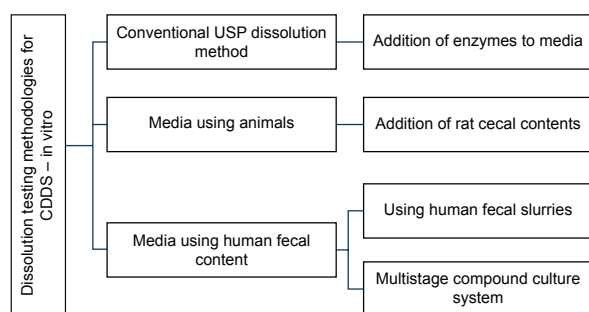 Dissolution testing methodologies for
CDDS – in vitro
Conventional USP dissolution
method
Addition of enzymes to media
Media using animals
Addition of rat cecal contents
Media using human fecal
content
Using human fecal slurries
Multistage compound culture
system